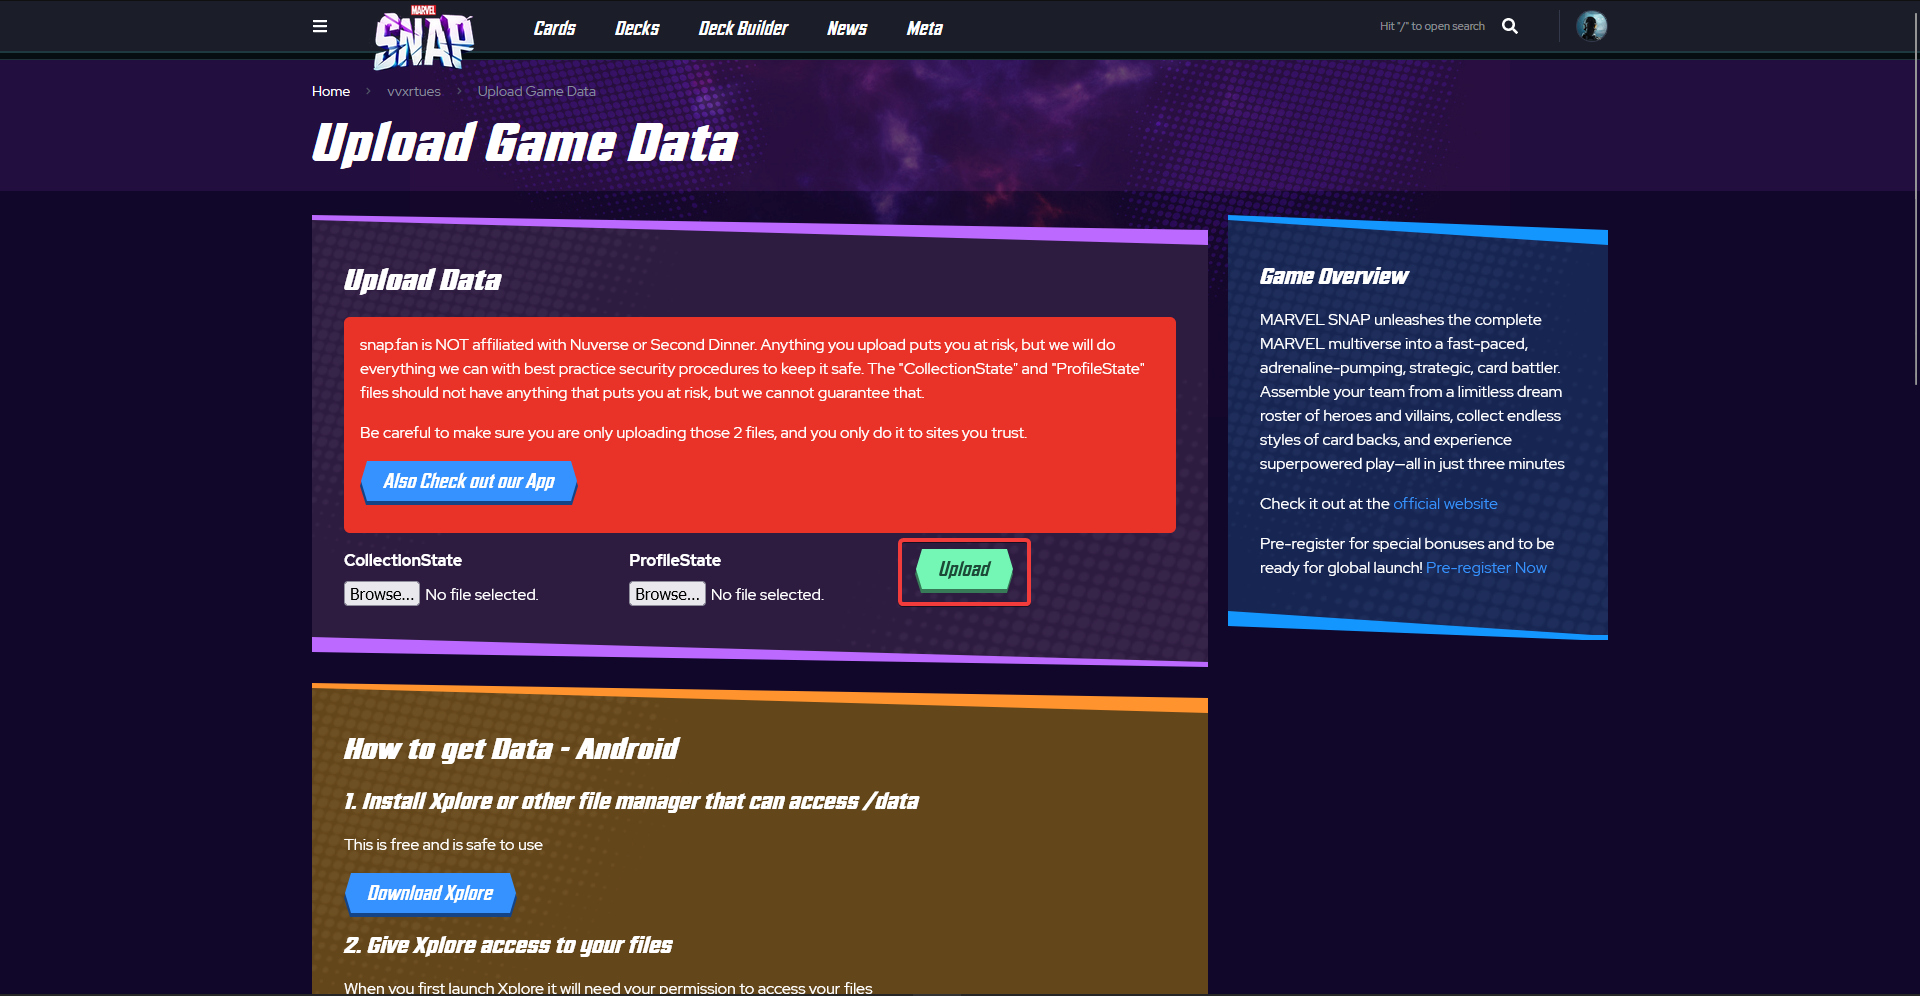 MARVEL
SNAP
Cards
Decks
Deck Builder
News
Meta
Hit "/" to open search
Home
vvxrtues
Upload Game Data
Upload Game Data
Upload Data
snap.fan is NOT affiliated with Nuverse or Second Dinner. Anything you upload puts you at risk, but we will do
everything we can with best practice security procedures to keep it safe. The "CollectionState" and "ProfileState"
files should not have anything that puts you at risk, but we cannot guarantee that.
Be careful to make sure you are only uploading those 2 files, and you only do it to sites you trust.
Also Check out our App
CollectionState
Browse... No file selected.
ProfileState
Browse... No file selected.
Upload
Game Overview
MARVEL SNAP unleashes the complete
MARVEL multiverse into a fast-paced,
adrenaline-pumping, strategic, card battler.
Assemble your team from a limitless dream
roster of heroes and villains, collect endless
styles of card backs, and experience
superpowered play—all in just three minutes
Check it out at the official website
Pre-register for special bonuses and to be
ready for global launch! Pre-register Now
How to get Data - Android
1. Install Xplore or other file manager that can access /data
This is free and is safe to use
Download Xplore
2. Give Xplore access to your files
When you first launch Xplore it will need your permission to access your files